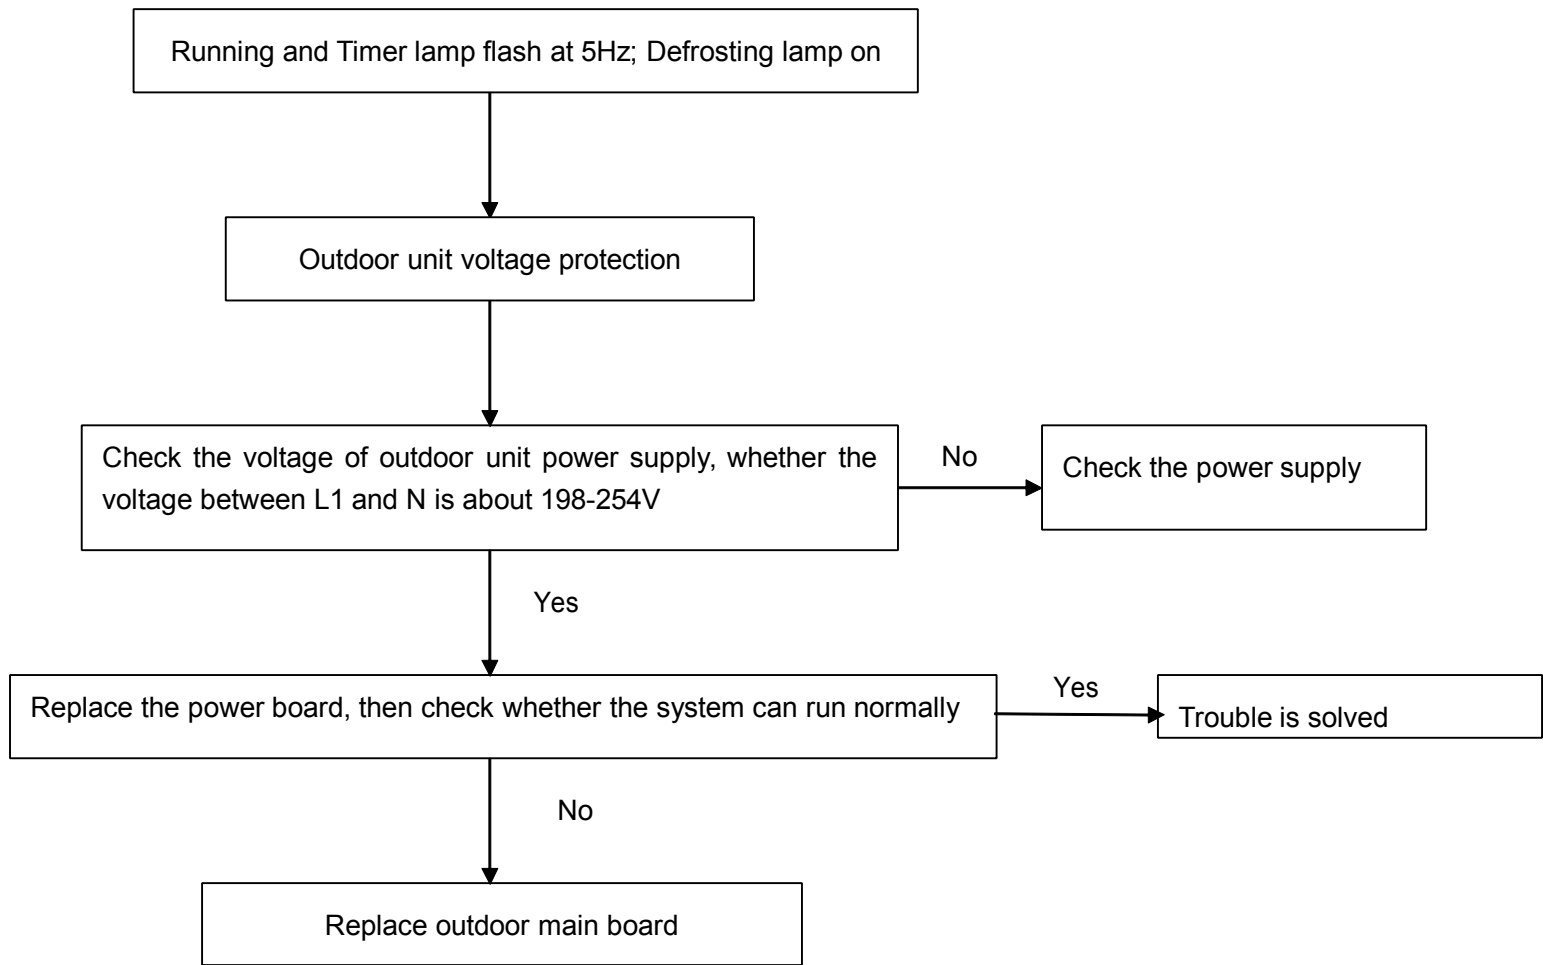 Running and Timer lamp flash at 5Hz; Defrosting lamp on
Outdoor unit voltage protection
Check the voltage of outdoor unit power supply, whether the
voltage between L1 and N is about 198-254V
No
Check the power supply
Yes
Replace the power board, then check whether the system can run normally
Yes
Trouble is solved
No
Replace outdoor main board